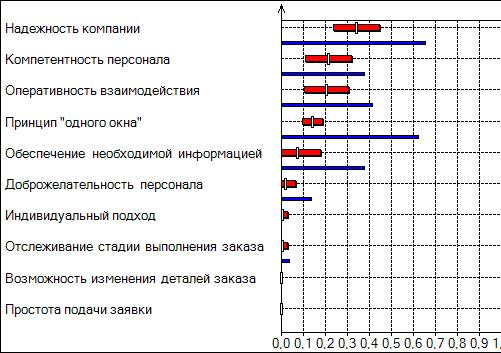 Надежность компании
Компетентность персонала
Оперативность взаимодействия
Принцип "одного окна"
Обеспечение необходимой информацией
Доброжелательность персонала
Индивидуальный подход
Отслеживание стадии выполнения заказа
Возможность изменения деталей заказа
Простота подачи заявки
0,0 0,1 0,2 0,3 0,4 0,5 0,6 0,7 0,8 0,9 1,